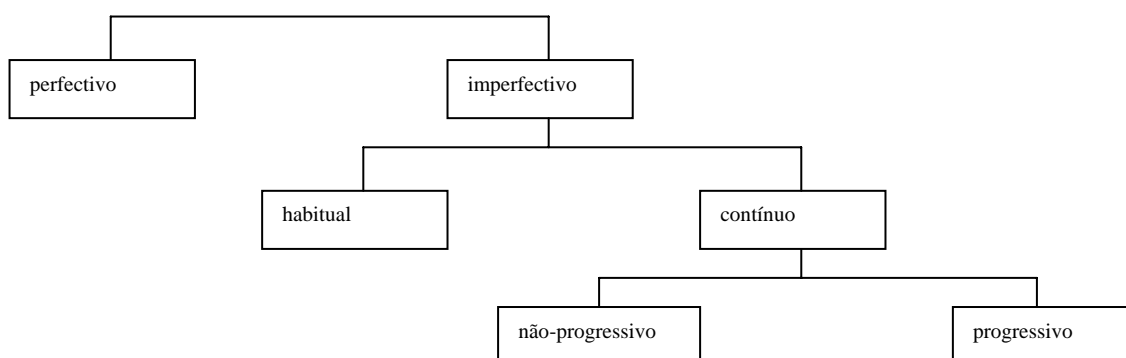 perfectivo
imperfectivo
habitual
contínuo
não-progressivo
progressivo